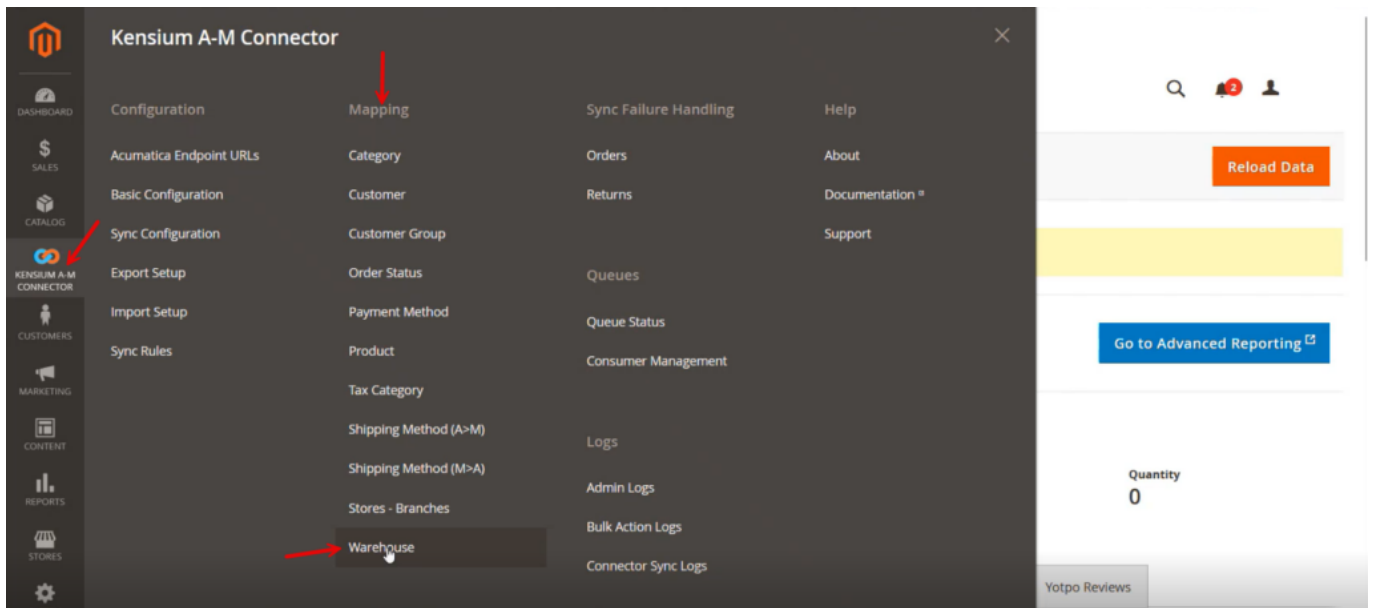 DASHBOARD
SALES
CATALOG
KENSIUM A-M
CONNECTOR
CUSTOMERS
MARKETING
CONTENT
REPORTS
STORES
Kensium A-M Connector
Configuration
Acumatica Endpoint URLs
Basic Configuration
Sync Configuration
Export Setup
Import Setup
Sync Rules
Mapping
Category
Customer
Customer Group
Order Status
Payment Method
Product
Tax Category
Shipping Method (A>M)
Shipping Method (M>A)
Stores - Branches
Warehouse
Sync Failure Handling
Orders
Returns
Queues
Queue Status
Consumer Management
Logs
Admin Logs
Bulk Action Logs
Connector Sync Logs
Help
About
Documentation
Support
2
Reload Data
Go to Advanced Reporting
Quantity
0
Yotpo Reviews